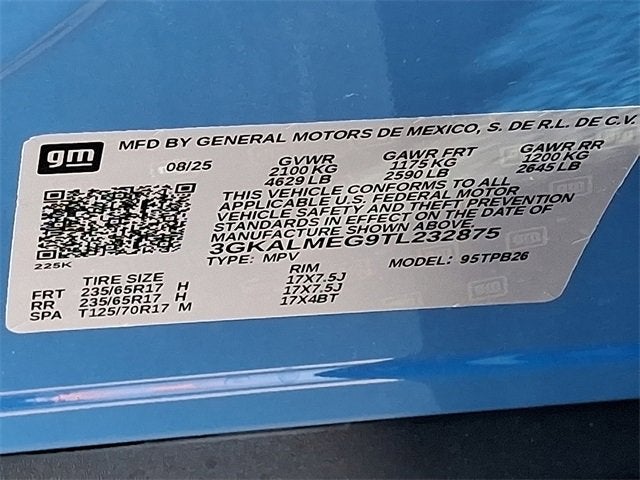 gm
MFD BY GENERAL MOTORS DE MEXICO, S. DE R.L. DE C.V.
08/25 GVWR GAWR FRT GAWR RR
2100 KG 1175 KG 1200 KG
4629 LB 2590 LB 2645 LB
THIS VEHICLE CONFORMS TO ALL
APPLICABLE U.S. FEDERAL MOTOR
VEHICLE SAFETY AND THEFT PREVENTION
STANDARDS IN EFFECT ON THE DATE OF
MANUFACTURE SHOWN ABOVE
3GKALMEG9TL232875
225K
TYPE: MPV MODEL: 95TPB26
TIRE SIZE RIM
FRT 235/65R17 H 17X7.5J
RR 235/65R17 H 17X7.5J
SPA T125/70R17 M 17X4BT